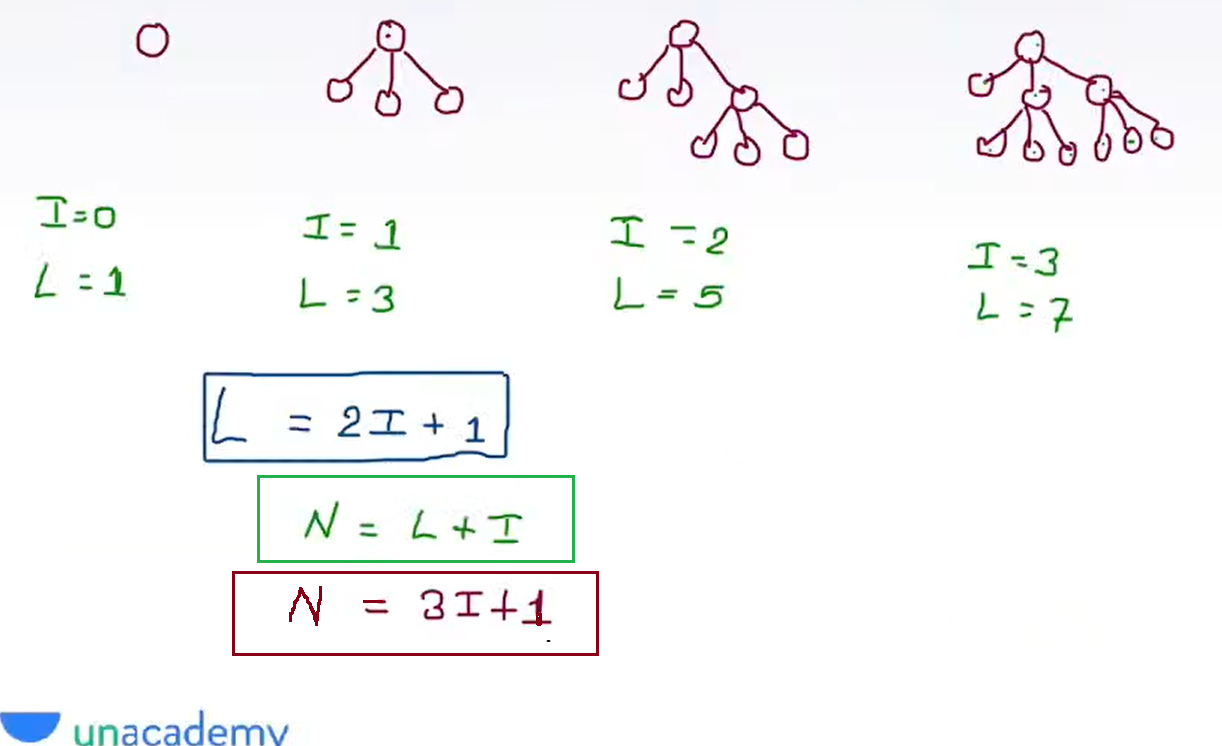 I=0
L=1
I=1
L=3
I=2
L=5
I=3
L=7
L = 2I+1
N = L+I
N = 3I+1
unacademy